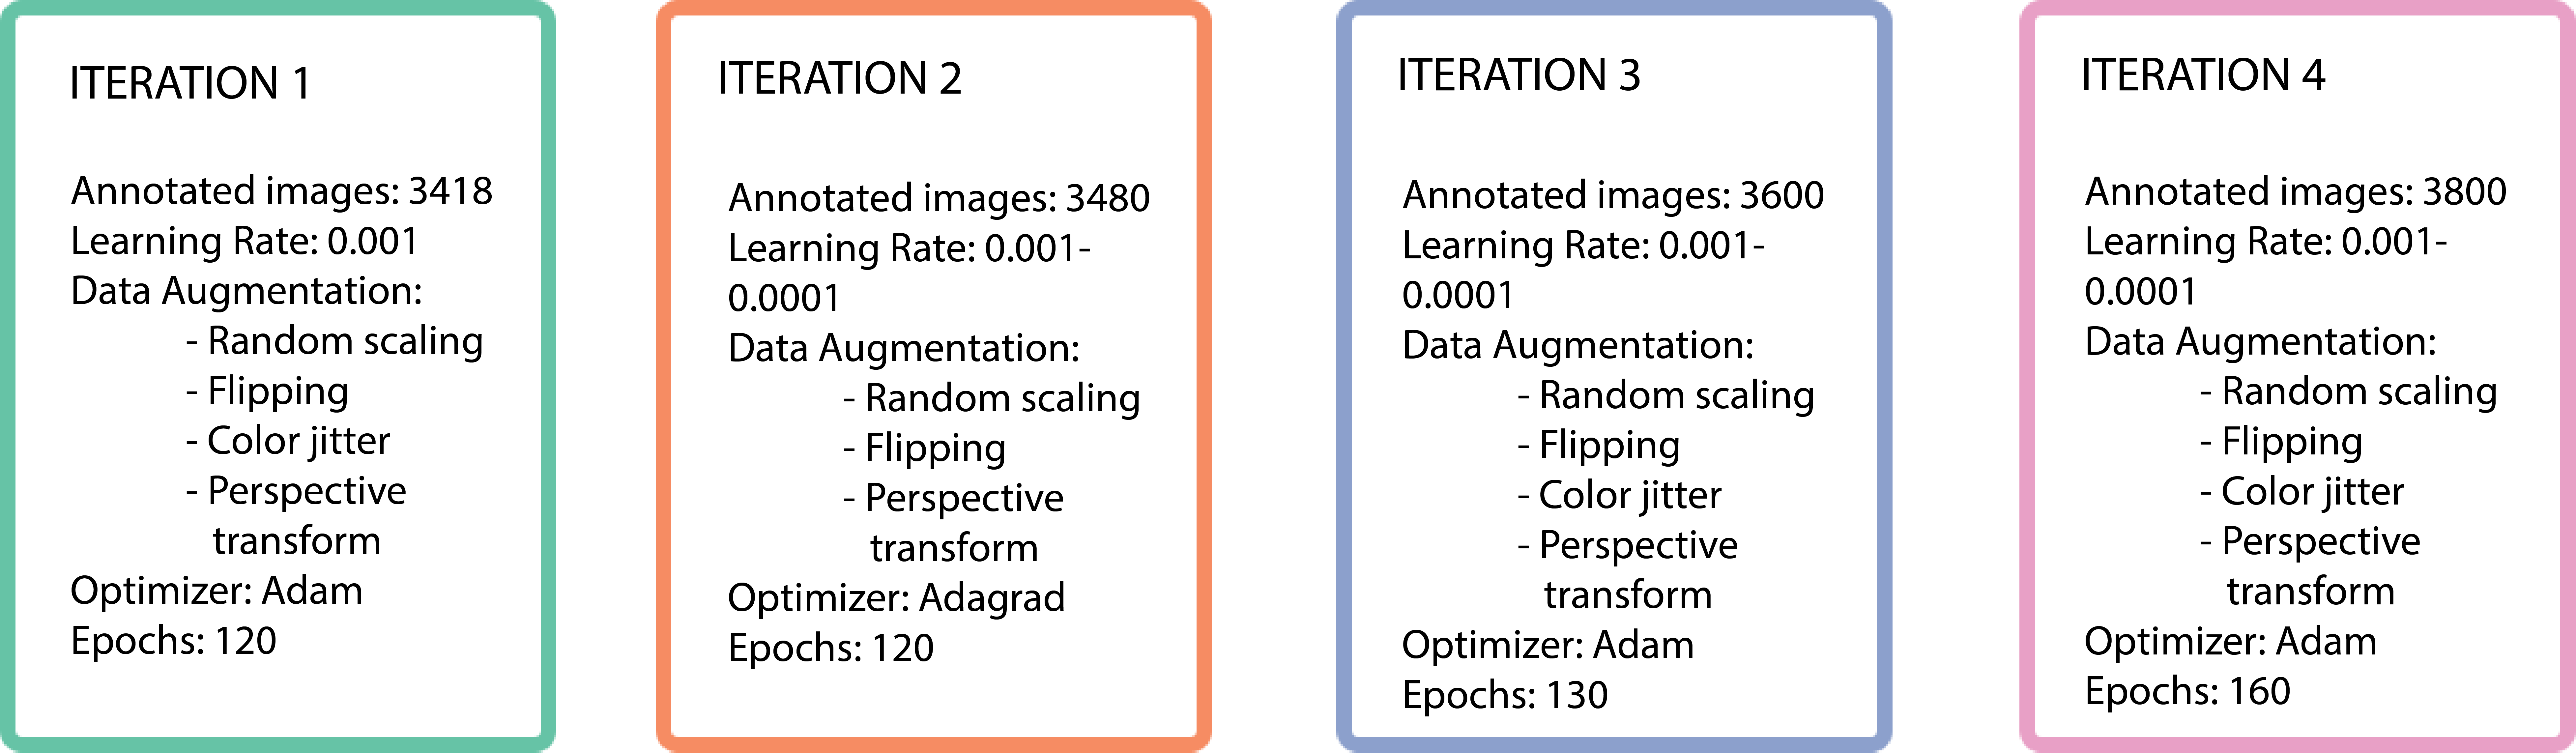 ITERATION 1
Annotated images: 3418
Learning Rate: 0.001
Data Augmentation:
- Random scaling
- Flipping
- Color jitter
- Perspective
transform
Optimizer: Adam
Epochs: 120
ITERATION 2
Annotated images: 3480
Learning Rate: 0.001-
0.0001
Data Augmentation:
- Random scaling
- Flipping
- Perspective
transform
Optimizer: Adagrad
Epochs: 120
ITERATION 3
Annotated images: 3600
Learning Rate: 0.001-
0.0001
Data Augmentation:
- Random scaling
- Flipping
- Color jitter
- Perspective
transform
Optimizer: Adam
Epochs: 130
ITERATION 4
Annotated images: 3800
Learning Rate: 0.001-
0.0001
Data Augmentation:
- Random scaling
- Flipping
- Color jitter
- Perspective
transform
Optimizer: Adam
Epochs: 160